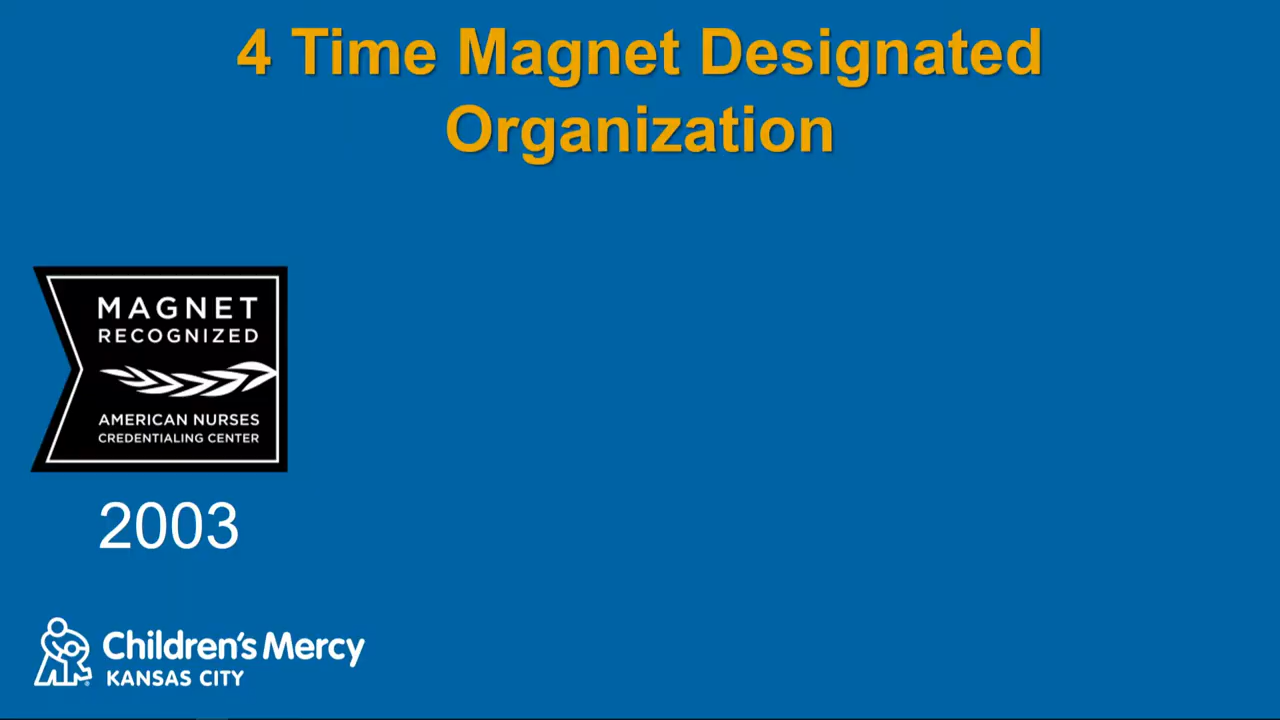 4 Time Magnet Designated
Organization
MAGNET
RECOGNIZED
AMERICAN NURSES
CREDENTIALING CENTER
2003
Children's Mercy
KANSAS CITY